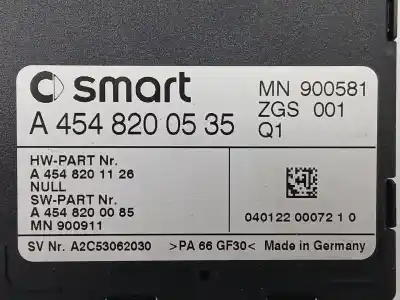 smart
MN 900581
A 454 820 05 35
ZGS 001
Q1
HW-PART Nr.
A 454 820 11 26
NULL
SW-PART Nr.
A 454 820 00 85
MN 900911
040122 00072 1 0
SV Nr. A2C53062030 >PA 66 GF30< Made in Germany